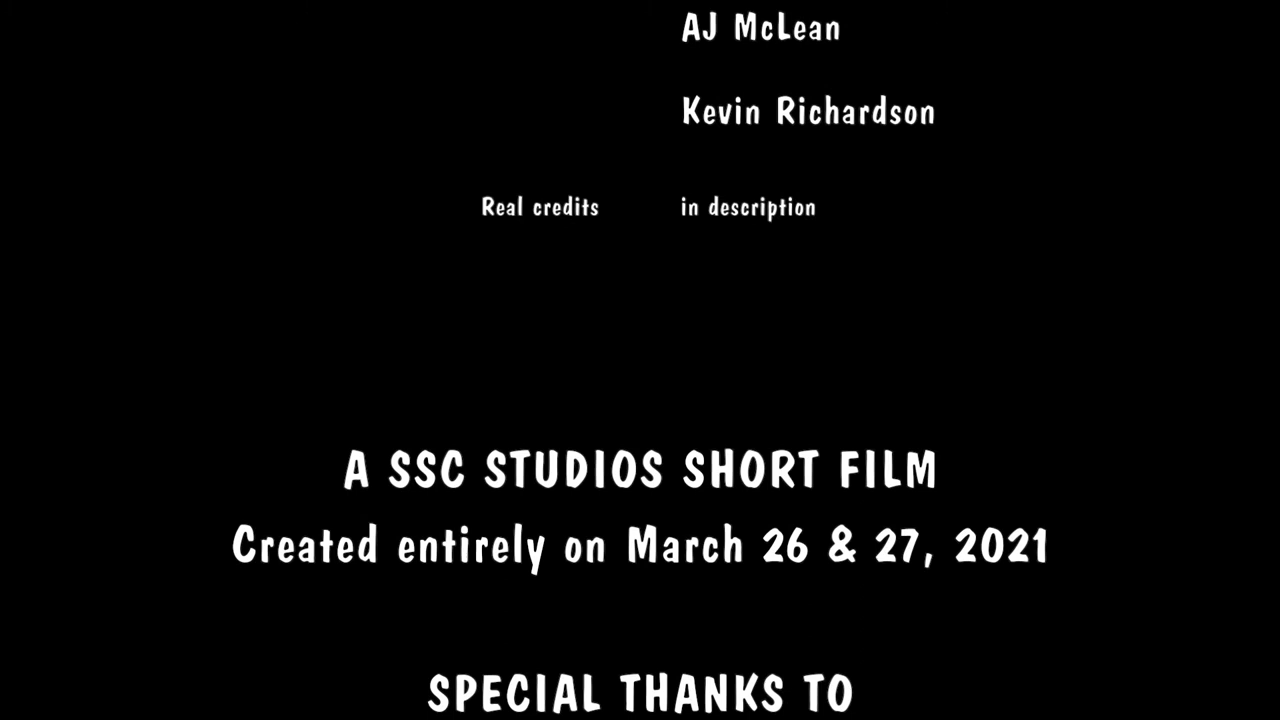 AJ McLean
Kevin Richardson
Real credits in description
A SSC STUDIOS SHORT FILM
Created entirely on March 26 & 27, 2021
SPECIAL THANKS TO